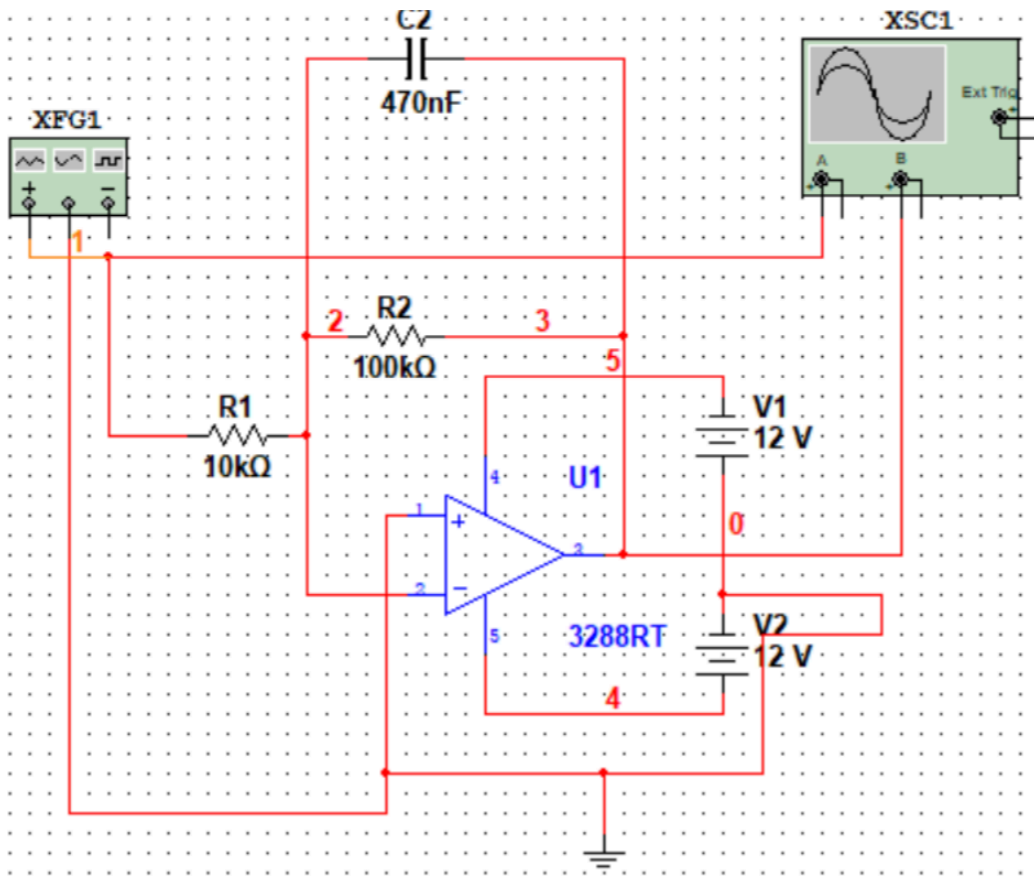 C2
470nF
XSC1
Ext Trig
A
B
XFG1
1
2
R2
3
100kΩ
5
R1
10kΩ
V1
12 V
4
U1
0
1
3
2
5
3288RT
V2
12 V
4